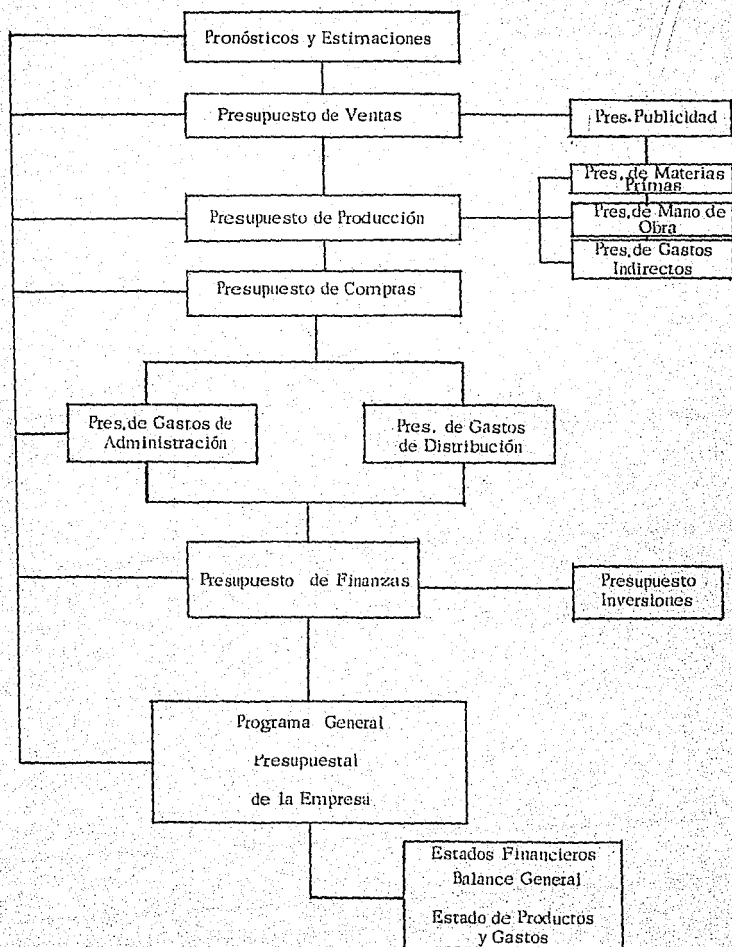 Pronósticos y Estimaciones
Presupuesto de Ventas
Pres. Publicidad
Pres. de Materias
Primas
Presupuesto de Producción
Pres. de Mano de
Obra
Pres. de Gastos
Indirectos
Presupuesto de Compras
Pres. de Gastos de
Administración
Pres. de Gastos
de Distribución
Presupuesto de Finanzas
Presupuesto
Inversiones
Programa General
Presupuestal
de la Empresa
Estados Financieros
Balance General
Estado de Productos
y Gastos